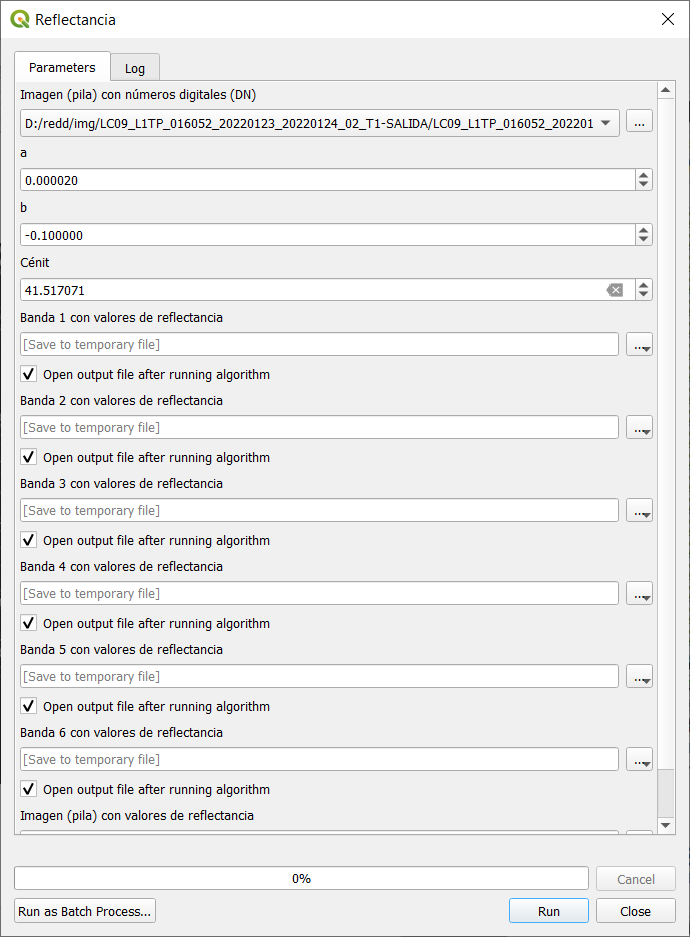 Reflectancia
Parameters
Log
Imagen (pila) con números digitales (DN)
D:/redd/img/LC09_L1TP_016052_20220123_20220124_02_T1-SALIDA/LC09_L1TP_016052_202201
...
a
0.000020
b
-0.100000
Cénit
41.517071
Banda 1 con valores de reflectancia
[Save to temporary file]
...
Open output file after running algorithm
Banda 2 con valores de reflectancia
[Save to temporary file]
...
Open output file after running algorithm
Banda 3 con valores de reflectancia
[Save to temporary file]
...
Open output file after running algorithm
Banda 4 con valores de reflectancia
[Save to temporary file]
...
Open output file after running algorithm
Banda 5 con valores de reflectancia
[Save to temporary file]
...
Open output file after running algorithm
Banda 6 con valores de reflectancia
[Save to temporary file]
...
Open output file after running algorithm
Imagen (pila) con valores de reflectancia
0%
Cancel
Run as Batch Process...
Run
Close